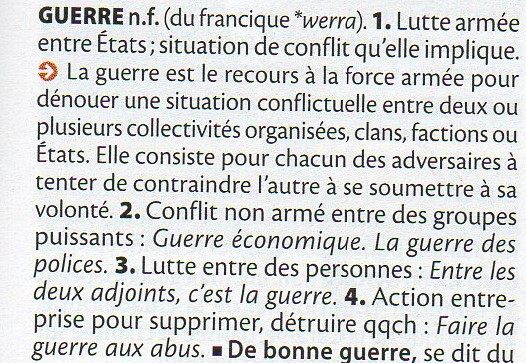 GUERRE n.f. (du francique *werra). 1. Lutte armée
entre États ; situation de conflit qu'elle implique.
La guerre est le recours à la force armée pour
dénouer une situation conflictuelle entre deux ou
plusieurs collectivités organisées, clans, factions ou
États. Elle consiste pour chacun des adversaires à
tenter de contraindre l'autre à se soumettre à sa
volonté. 2. Conflit non armé entre des groupes
puissants : Guerre économique. La guerre des
polices. 3. Lutte entre des personnes : Entre les
deux adjoints, c'est la guerre. 4. Action entre-
prise pour supprimer, détruire qqch : Faire la
guerre aux abus. ■ De bonne guerre, se dit du